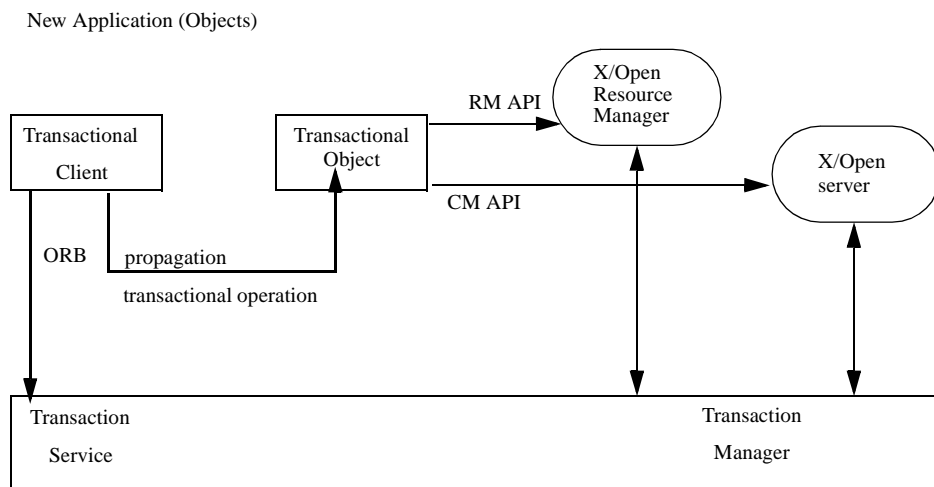 New Application (Objects)
X/Open
Resource
Manager
RM API
Transactional
Client
Transactional
Object
X/Open
server
CM API
ORB
propagation
transactional operation
Transaction
Service
Transaction
Manager